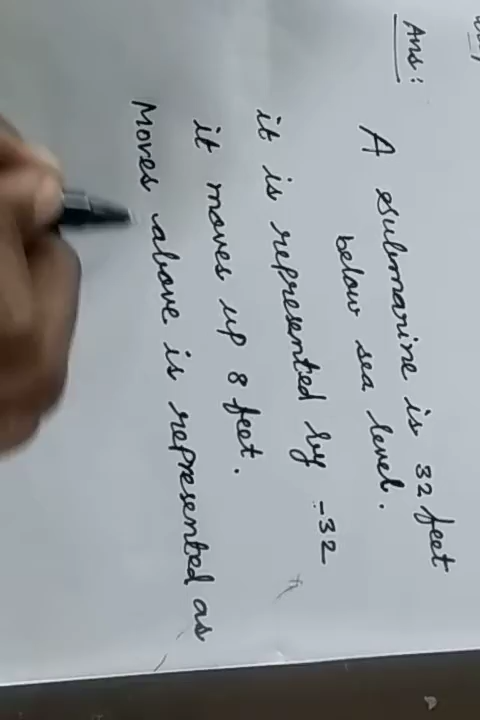 Ans:
A submarine is 32 feet
below sea level.
it is represented by -32
it moves up 8 feet.
Moves above is represented as